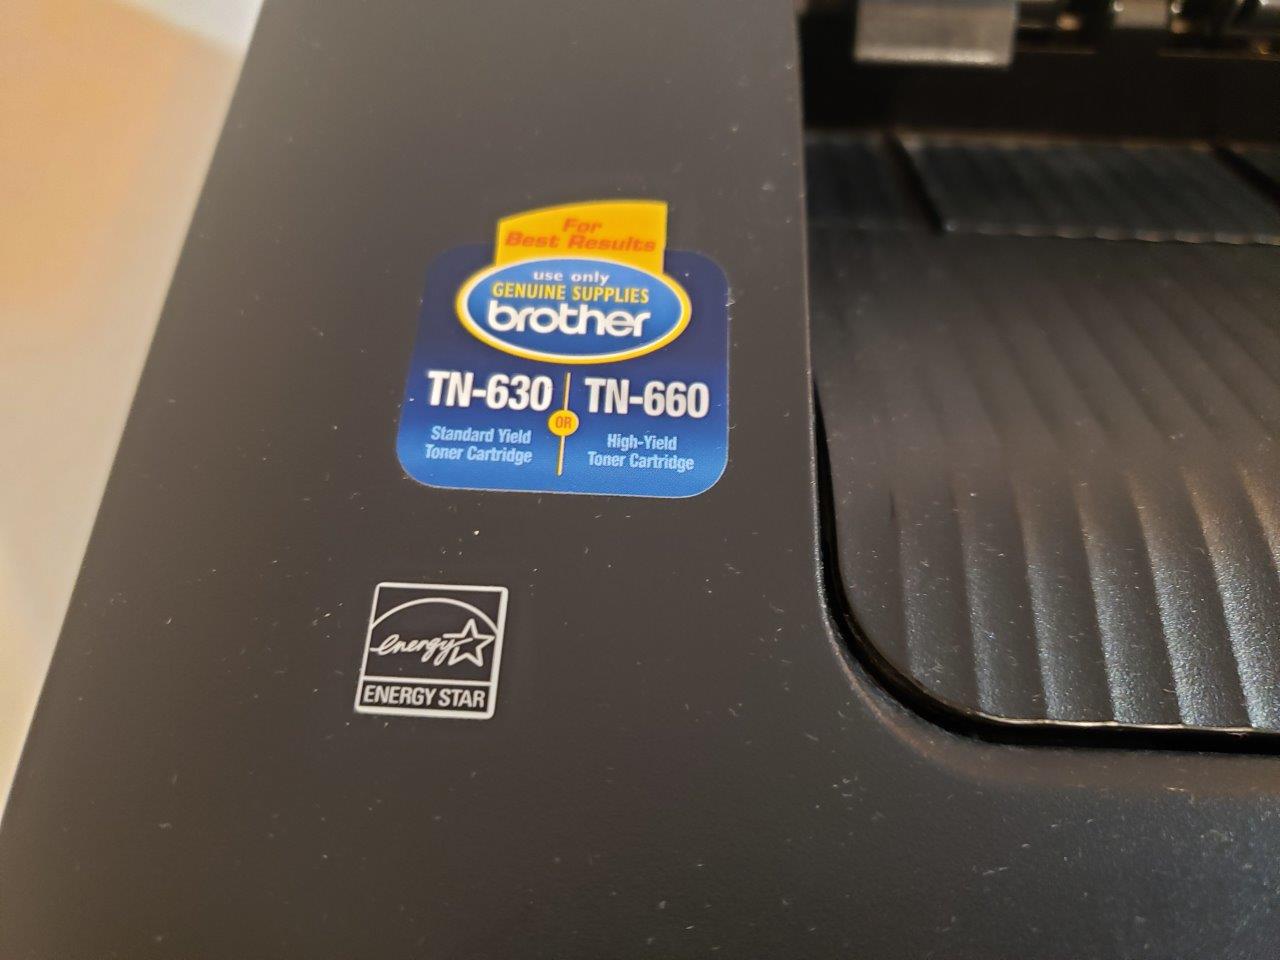 For
Best Results
use only
GENUINE SUPPLIES
brother
TN-630 OR TN-660
Standard Yield
Toner Cartridge
High-Yield
Toner Cartridge
energy
ENERGY STAR